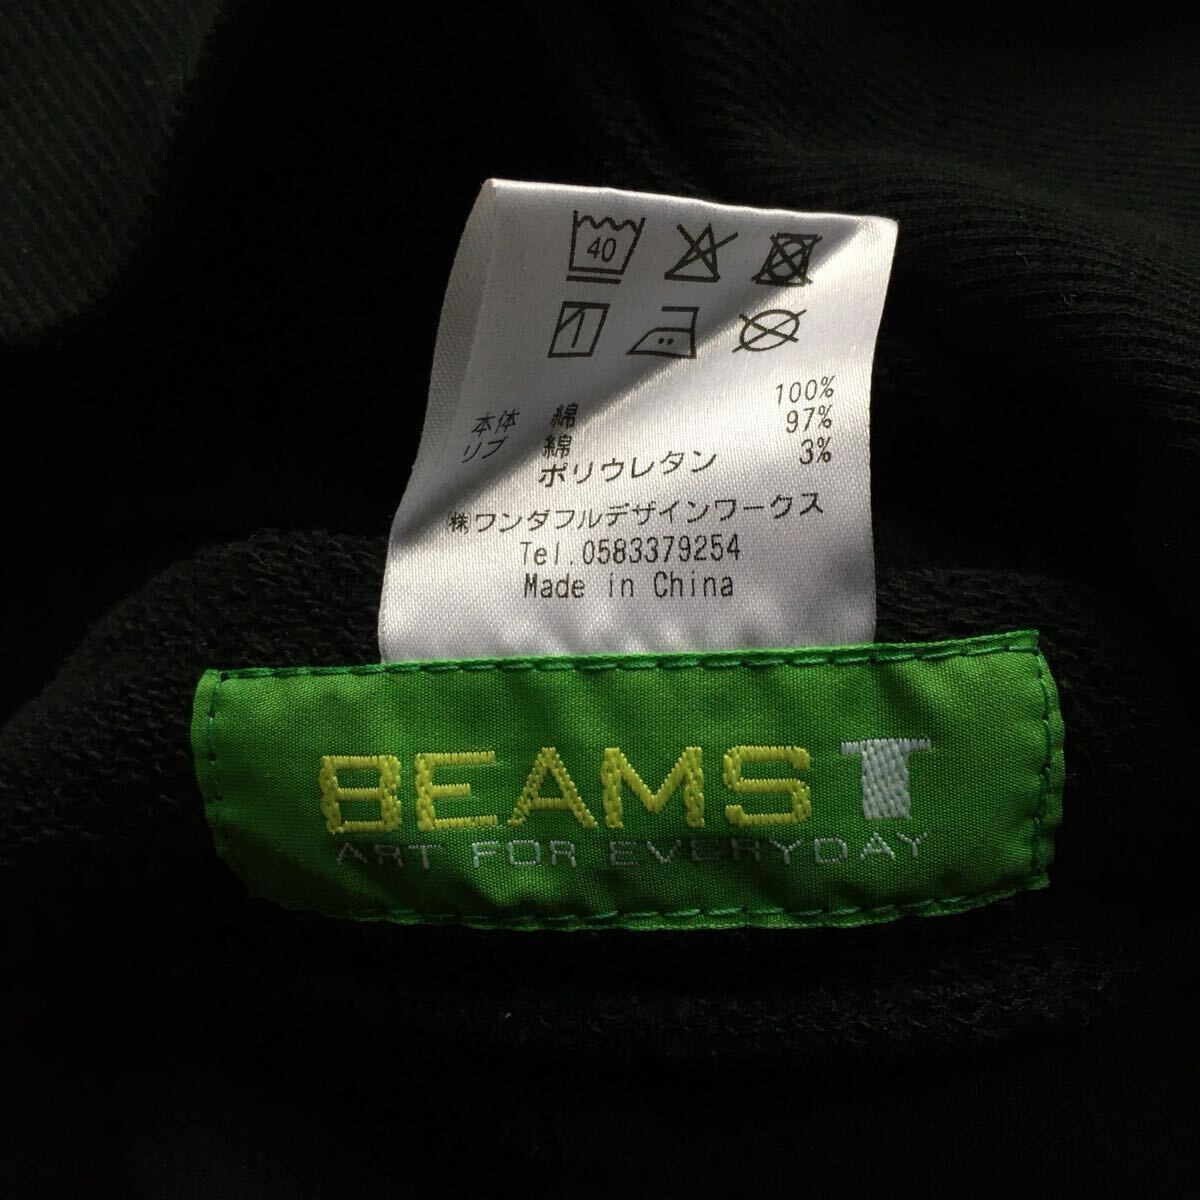 40
本体 綿 100%
リブ 綿 97%
ポリウレタン 3%
㈱ワンダフルデザインワークス
Tel.0583379254
Made in China
BEAMS T
ART FOR EVERYDAY